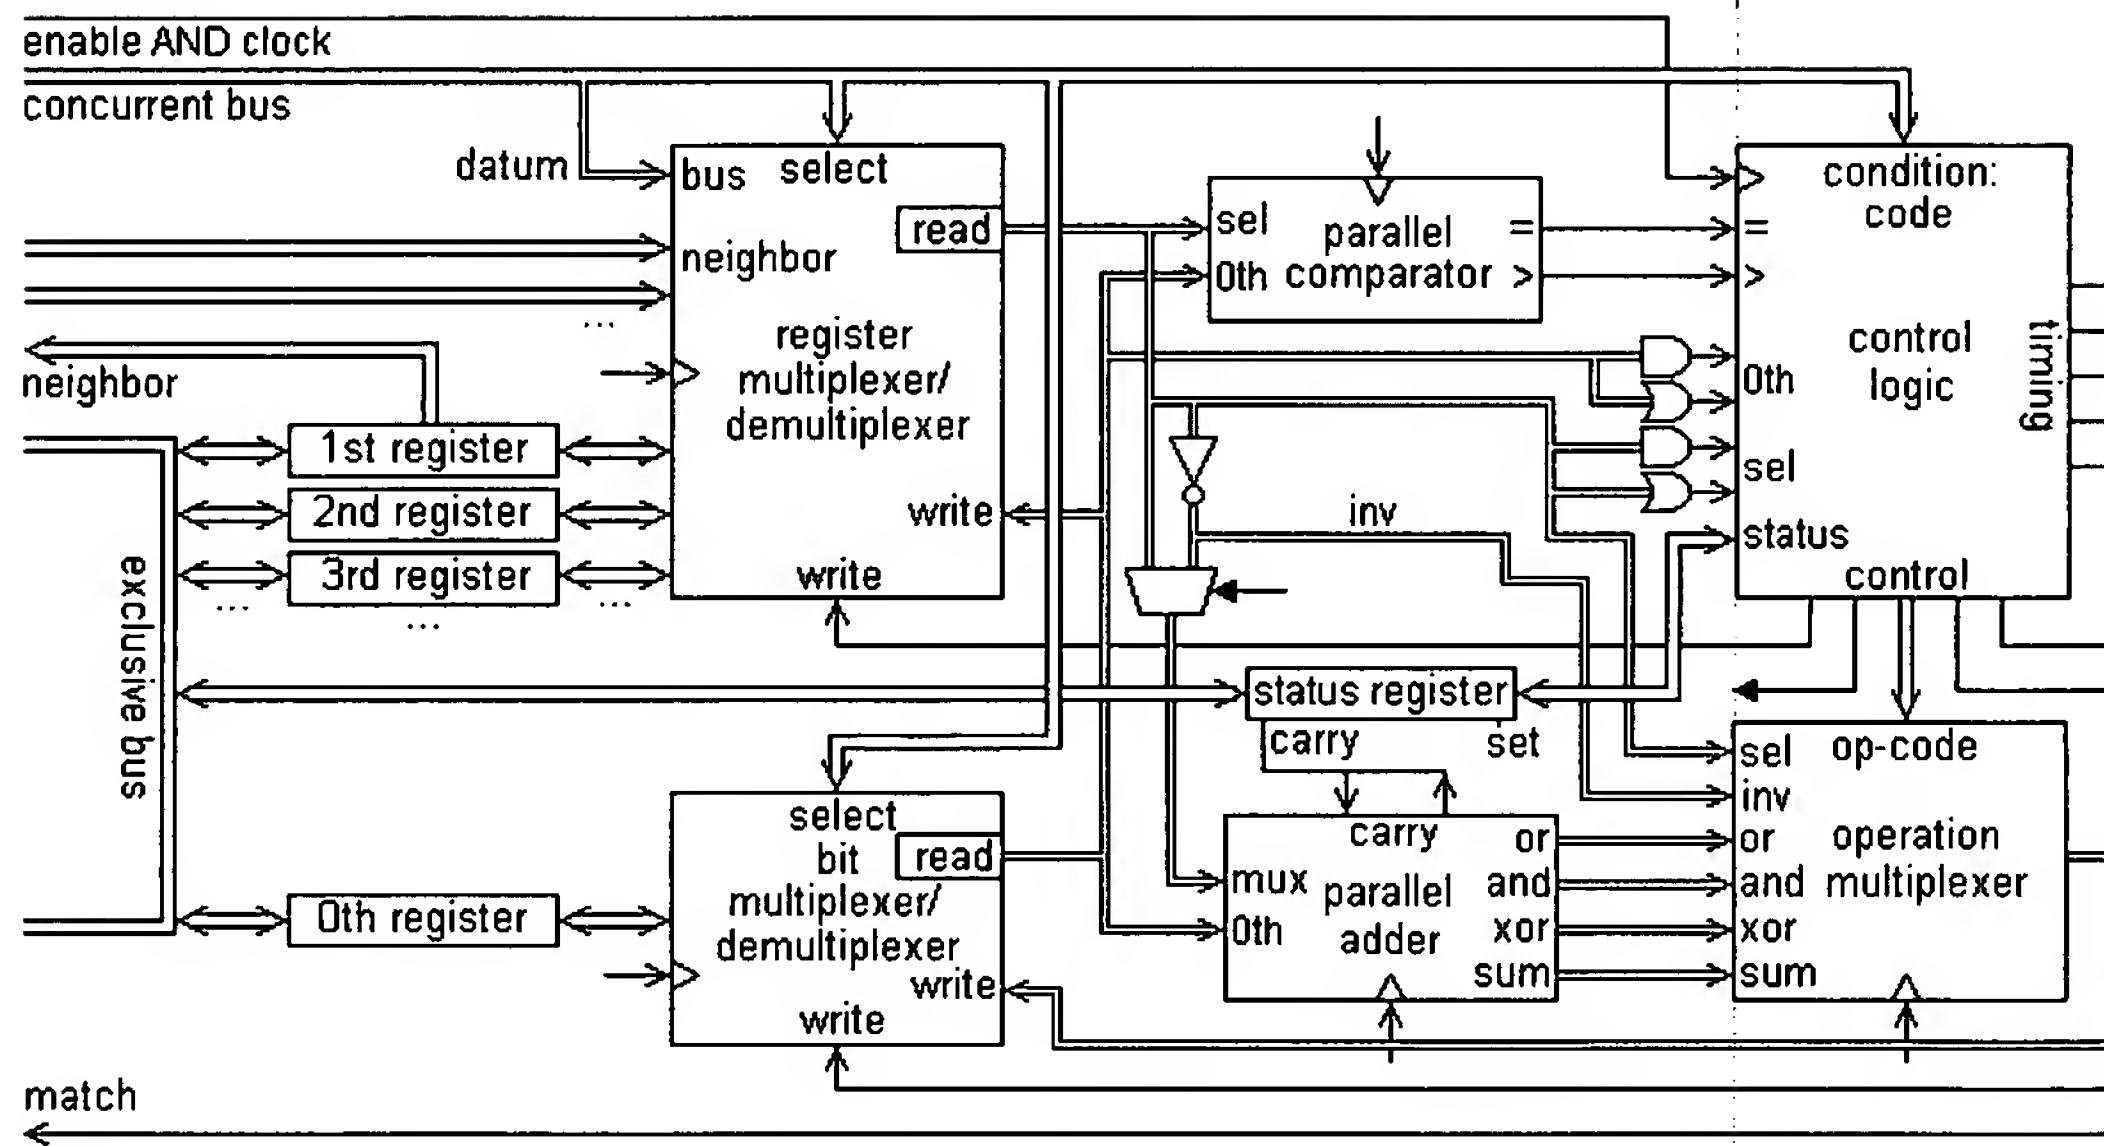 enable AND clock
concurrent bus
datum
bus
select
read
neighbor
register
multiplexer/
demultiplexer
write
write
...
neighbor
1st register
2nd register
3rd register
...
...
...
exclusive bus
0th register
select
bit
read
multiplexer/
demultiplexer
write
write
match
sel
parallel
=
0th
comparator
>
inv
status register
carry
set
carry
or
mux
parallel
and
0th
adder
xor
sum
condition:
code
=
>
control
logic
timing
0th
sel
status
control
sel
op-code
inv
or
operation
and
multiplexer
xor
sum